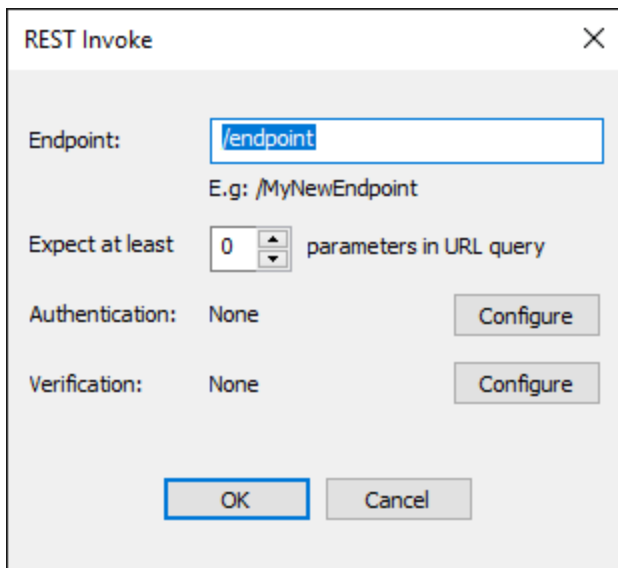 REST Invoke
Endpoint: /endpoint
E.g: /MyNewEndpoint
Expect at least 0 parameters in URL query
Authentication: None Configure
Verification: None Configure
OK Cancel